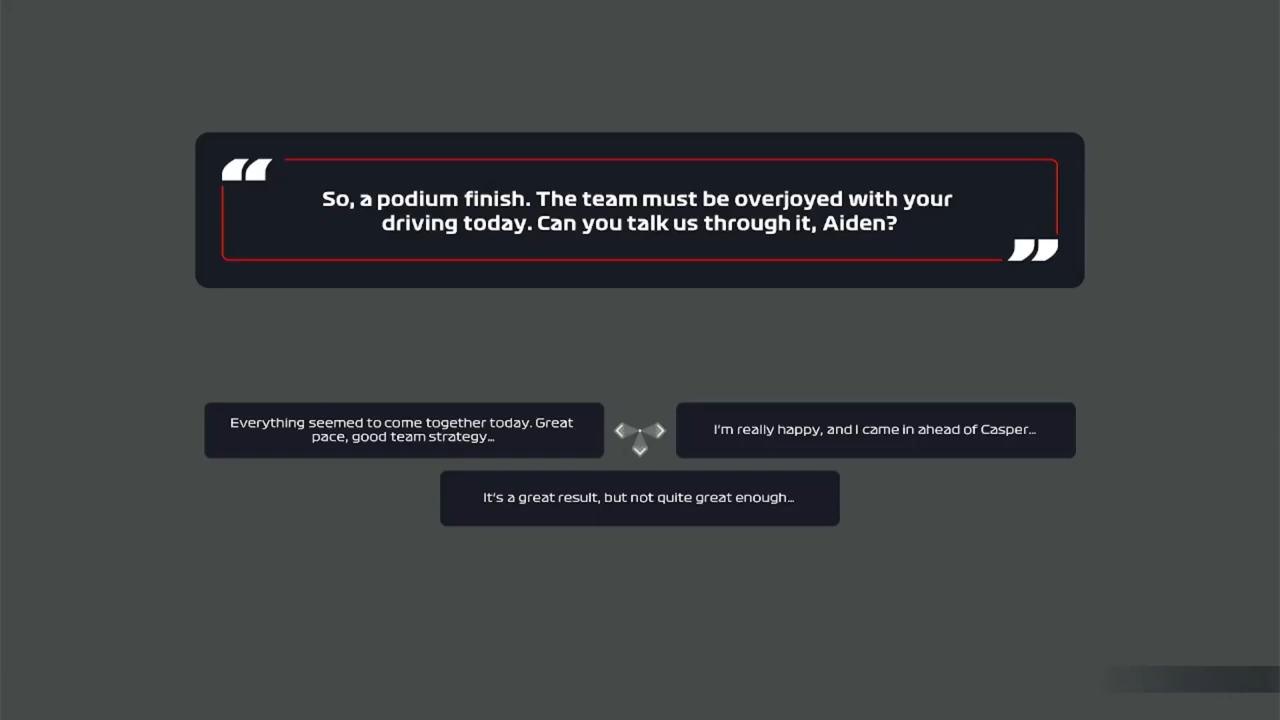 So, a podium finish. The team must be overjoyed with your
driving today. Can you talk us through it, Aiden?
Everything seemed to come together today. Great
pace, good team strategy...
I'm really happy, and I came in ahead of Casper...
It's a great result, but not quite great enough...